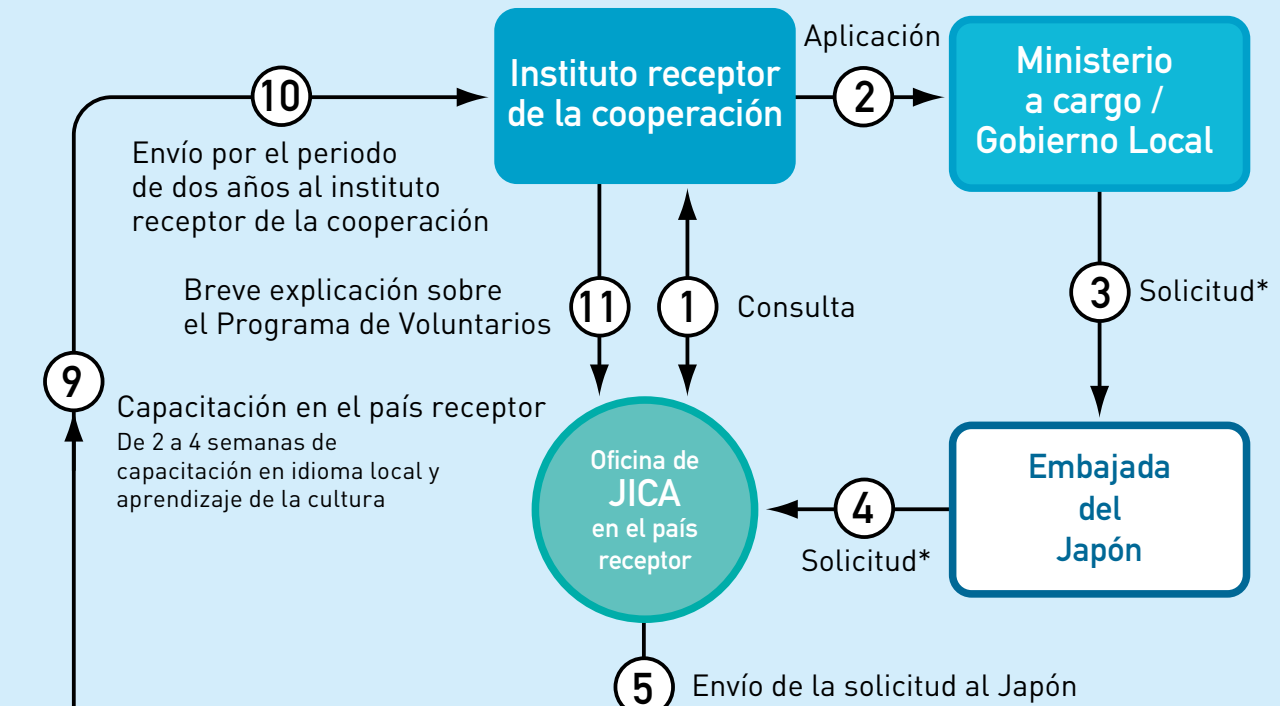 Instituto receptor
de la cooperación
Aplicación
2
Ministerio
a cargo /
Gobierno Local
10
Envío por el periodo
de dos años al instituto
receptor de la cooperación
Breve explicación sobre
el Programa de Voluntarios
11
1
Consulta
3
Solicitud*
9
Capacitación en el país receptor
De 2 a 4 semanas de
capacitación en idioma local y
aprendizaje de la cultura
Oficina de
JICA
en el país
receptor
4
Solicitud*
Embajada
del
Japón
5
Envío de la solicitud al Japón